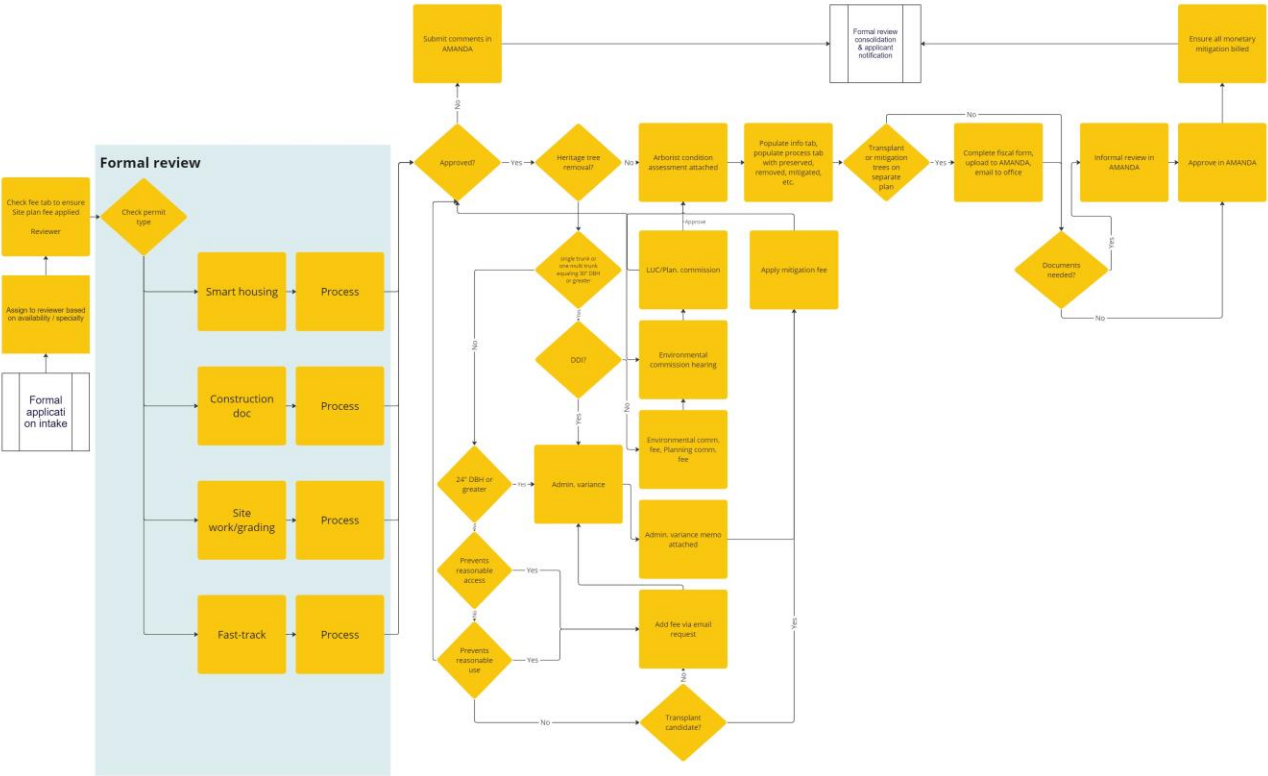 Submit comments in
AMANDA
Formal review
consolidation
& applicant
notification
Ensure all monetary
mitigation billed
No
No
Formal review
Approved?
Yes
Heritage tree
removal?
No
Arborist condition
assessment attached
Populate info tab,
populate process tab
with preserved,
removed, mitigated,
etc.
Transplant
or mitigation
trees on
separate
plan
Yes
Complete fiscal form,
upload to AMANDA,
email to office
Informal review in
AMANDA
Approve in AMANDA
Check fee tab to ensure
Site plan fee applied
Reviewer
Check permit
type
Approve
Single trunk or
one multi trunk
equaling 30" DBH
or greater
LUC/Plan. commission
Apply mitigation fee
Documents
needed?
Yes
Smart housing
Process
Assign to reviewer based
on availability / specialty
Yes
No
No
DDI?
Environmental
commission hearing
Formal
applicati
on intake
Construction
doc
Process
Yes
No
Environmental comm.
fee, Planning comm.
fee
24" DBH or
greater
Yes
Admin. variance
Site
work/grading
Process
No
Admin. variance memo
attached
Prevents
reasonable
access
Yes
No
Add fee via email
request
Yes
Fast-track
Process
Prevents
reasonable
use
Yes
No
No
Transplant
candidate?